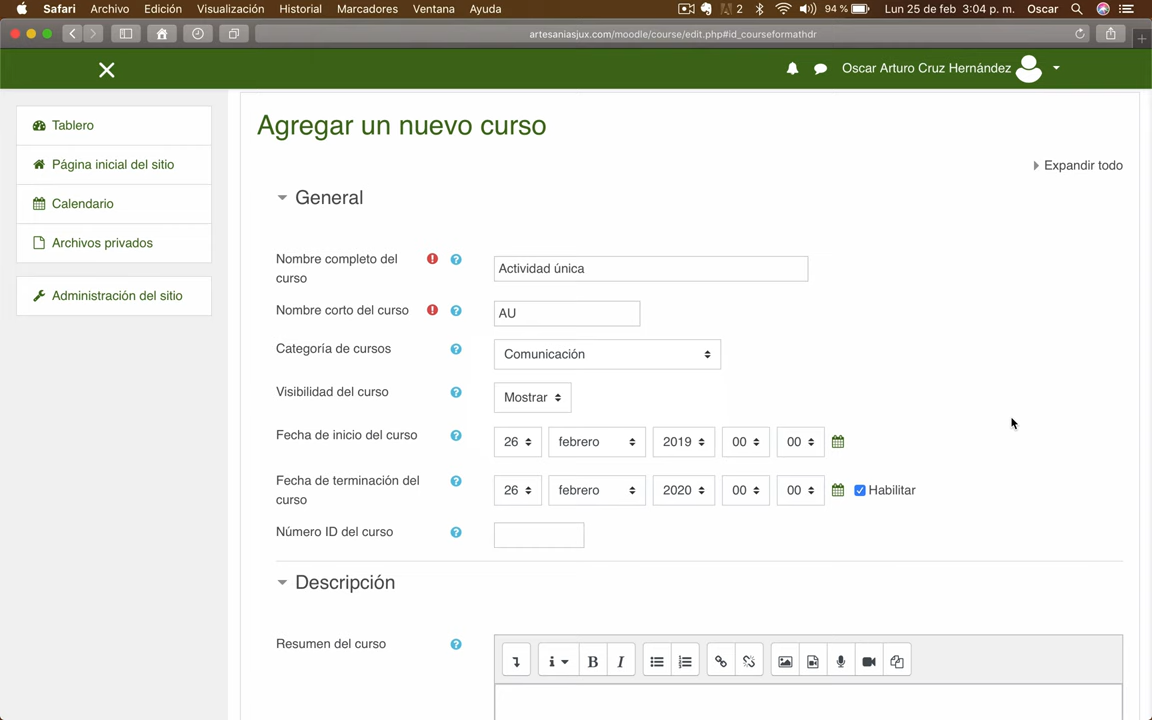 Safari Archivo Edición Visualización Historial Marcadores Ventana Ayuda 2 94 % Lun 25 de feb 3:04 p. m. Oscar
artesaniasjux.com/moodle/course/edit.php#id_courseformathdr
Oscar Arturo Cruz Hernández
Tablero
Página inicial del sitio
Calendario
Archivos privados
Administración del sitio
Agregar un nuevo curso
Expandir todo
General
Nombre completo del
curso
Actividad única
Nombre corto del curso AU
Categoría de cursos Comunicación
Visibilidad del curso Mostrar
Fecha de inicio del curso 26 febrero 2019 00 00
Fecha de terminación del
curso
26 febrero 2020 00 00 Habilitar
Número ID del curso
Descripción
Resumen del curso
i B I